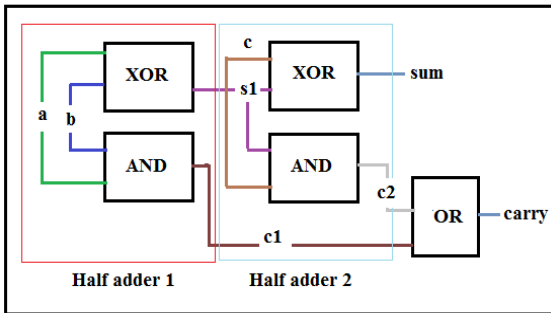 c
XOR
XOR
sum
s1
a
b
AND
AND
c2
OR
carry
c1
Half adder 1
Half adder 2